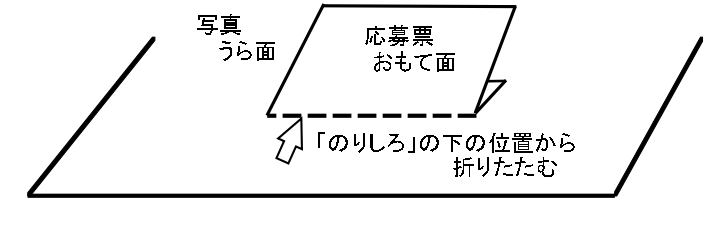 写真
うら面
応募票
おもて面
「のりしろ」の下の位置から
折りたたむ